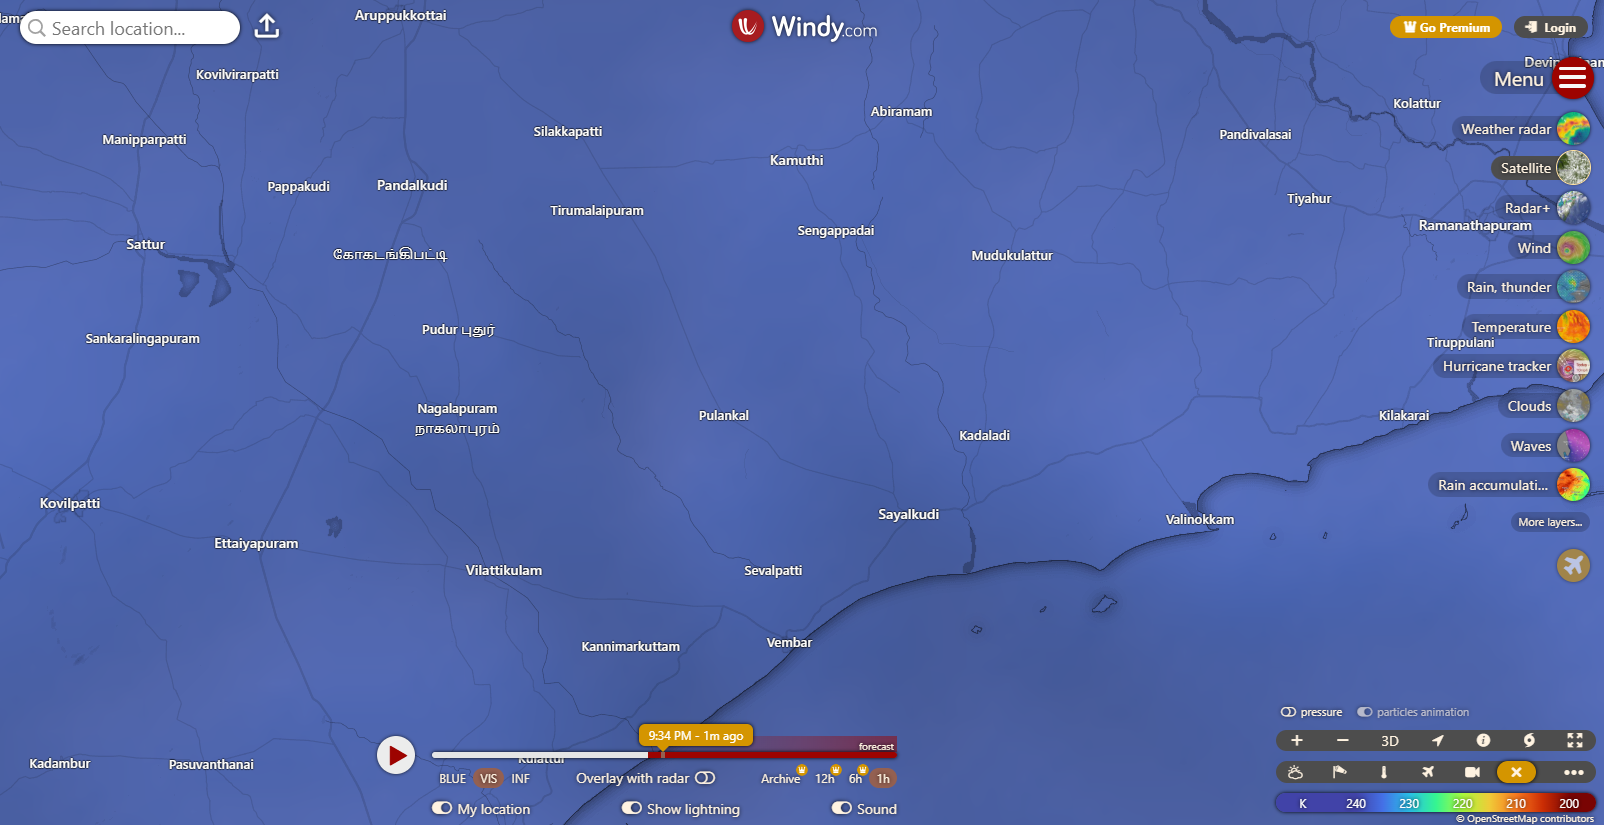 Aruppukkottai
Search location...
Windy.com
Go Premium
Login
Kovilvirarpatti
Menu
Kolattur
Abiramam
Silakkapatti
Weather radar
Manipparpatti
Pandivalasai
Kamuthi
Satellite
Pappakudi
Pandalkudi
Tiyahur
Radar+
Tirumalaipuram
Ramanathapuram
Sengappadai
Sattur
Wind
கோகடங்கிபட்டி
Mudukulattur
Rain, thunder
Pudur புதுர்
Temperature
Sankaralingapuram
Tiruppulani
Hurricane tracker
Nagalapuram
நாகலாபுரம்
Clouds
Pulankal
Kilakarai
Kadaladi
Waves
Rain accumulati...
Kovilpatti
Sayalkudi
Valinokkam
More layers...
Ettaiyapuram
Vilattikulam
Sevalpatti
Kannimarkuttam
Vembar
pressure
particles animation
9:34 PM - 1m ago
forecast
3D
Kadambur
Pasuvanthanai
Kulattur
BLUE VIS INF
Overlay with radar
Archive 12h 6h 1h
My location
Show lightning
Sound
K 240 230 220 210 200
© OpenStreetMap contributors